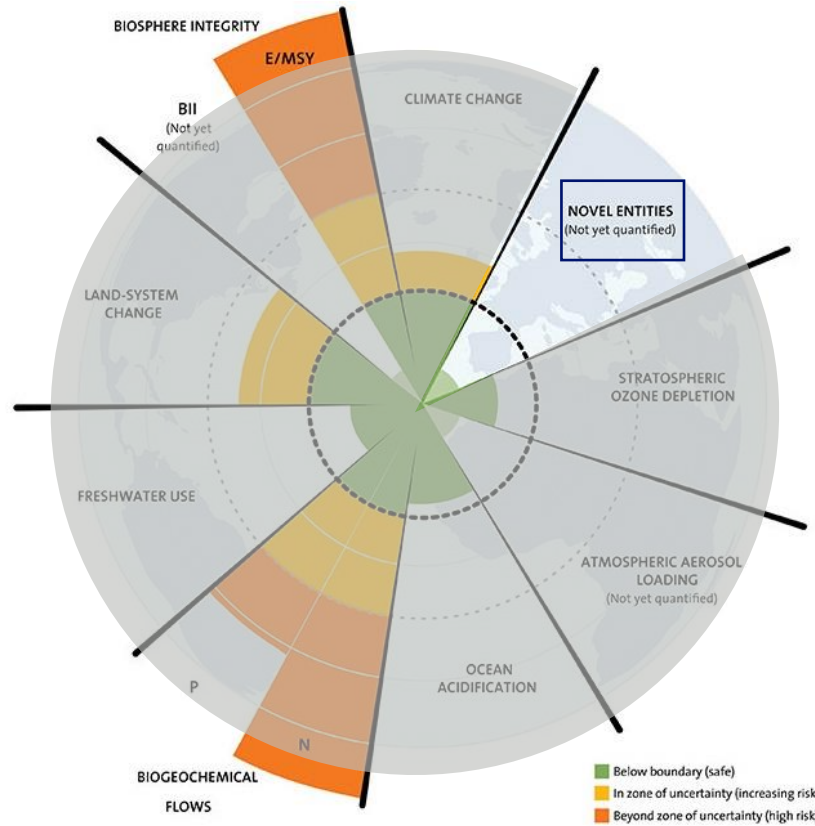 BIOSPHERE INTEGRITY
E/MSY
BII
(Not yet
quantified)
CLIMATE CHANGE
NOVEL ENTITIES
(Not yet quantified)
LAND-SYSTEM
CHANGE
STRATOSPHERIC
OZONE DEPLETION
FRESHWATER USE
ATMOSPHERIC AEROSOL
LOADING
(Not yet quantified)
OCEAN
ACIDIFICATION
P
N
BIOGEOCHEMICAL
FLOWS
Below boundary (safe)
In zone of uncertainty (increasing risk
Beyond zone of uncertainty (high risk